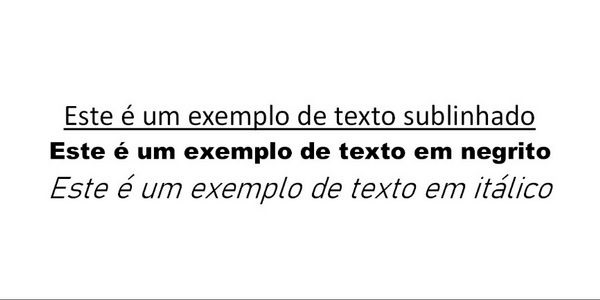 Este é um exemplo de texto sublinhado
Este é um exemplo de texto em negrito
Este é um exemplo de texto em itálico